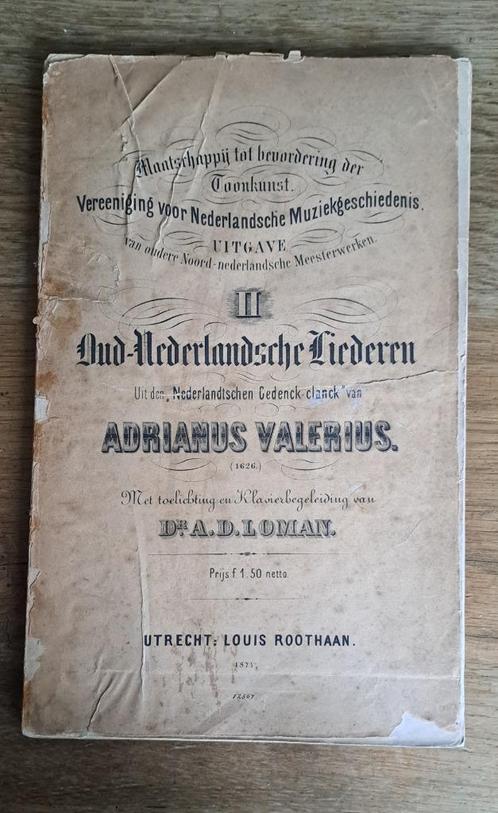 Maatschappij tot bevordering der
Toonkunst.
Vereeniging voor Nederlandsche Muziekgeschiedenis.
UITGAVE
van oudere Noord-nederlandsche Meesterwerken.
II
Oud-Nederlandsche Liederen
Uit den „Nederlandtschen Gedenck-clanck" van
ADRIANUS VALERIUS.
(1626.)
Met toelichting en Klavierbegeleiding van
DR A. D. LOMAN.
Prijs f 1.50 netto.
UTRECHT: LOUIS ROOTHAAN.